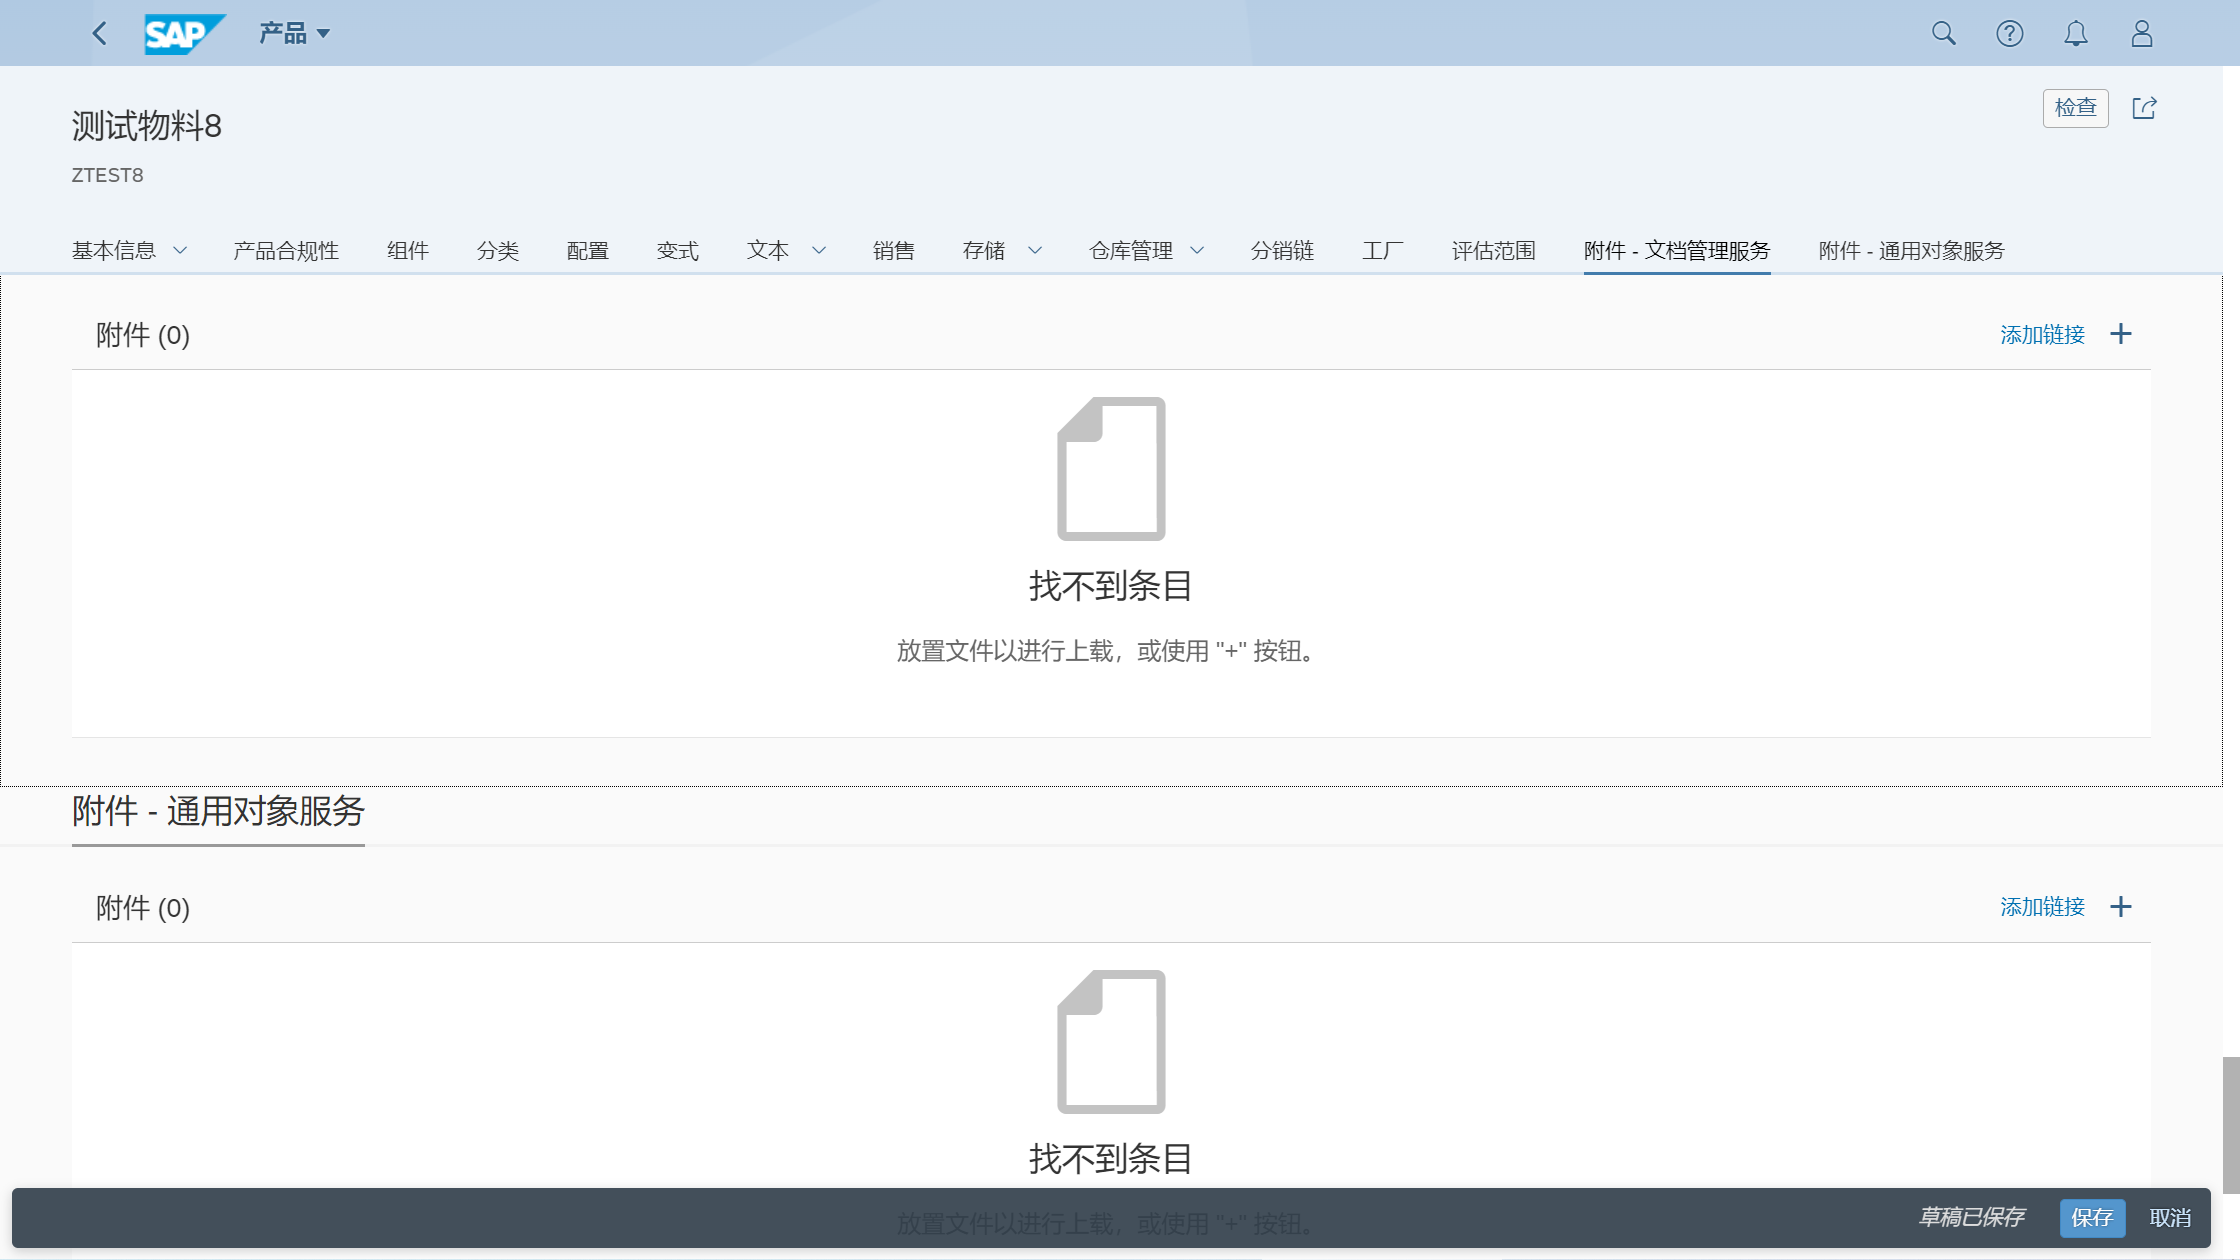 SAP 产品
检查
测试物料8
ZTEST8
基本信息 产品合规性 组件 分类 配置 变式 文本 销售 存储 仓库管理 分销链 工厂 评估范围 附件 - 文档管理服务 附件 - 通用对象服务
附件 (0) 添加链接
找不到条目
放置文件以进行上载，或使用 "+" 按钮。
附件 - 通用对象服务
附件 (0) 添加链接
找不到条目
放置文件以进行上载，或使用 "+" 按钮。
草稿已保存 保存 取消